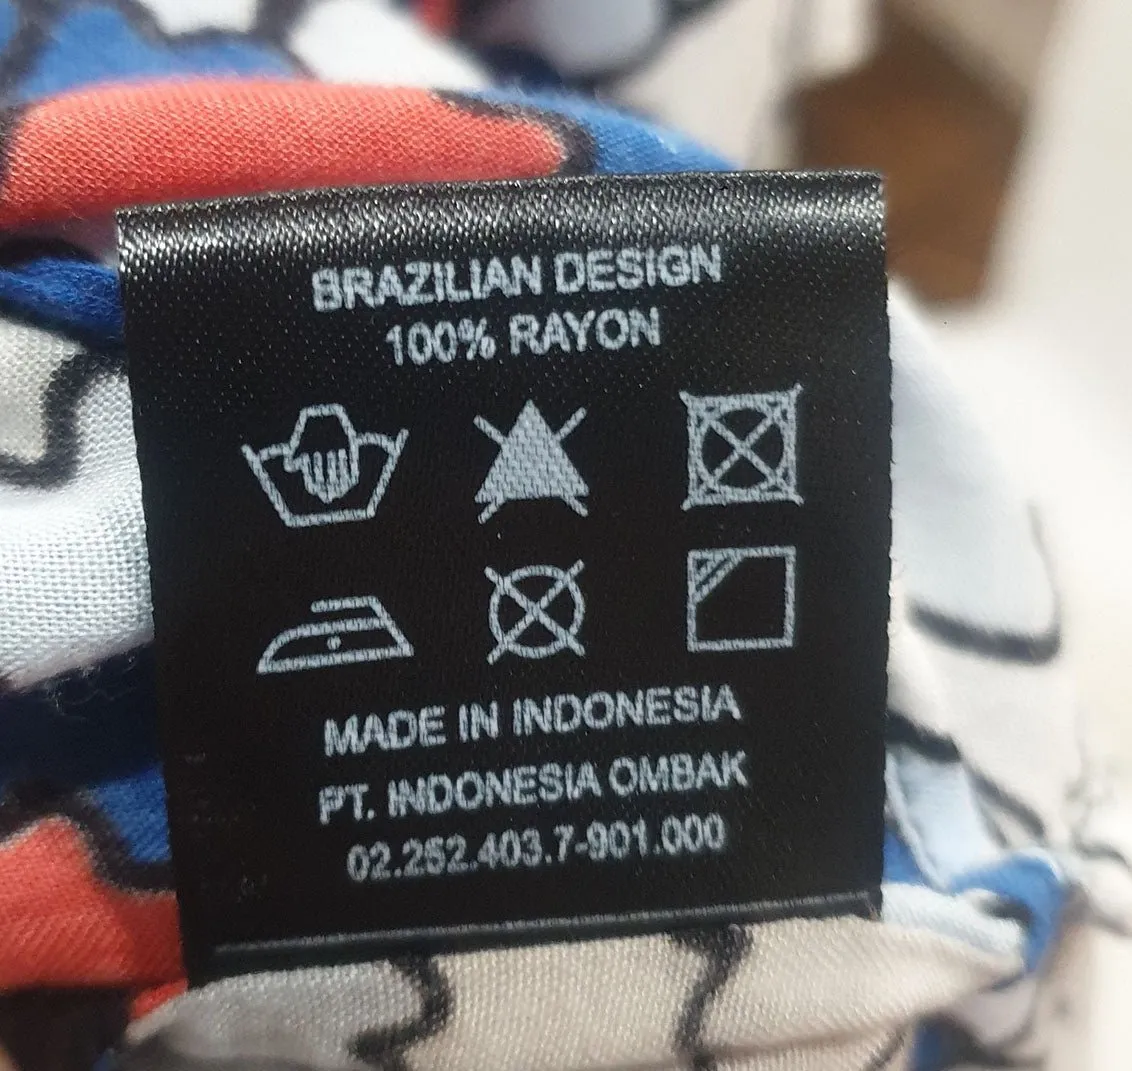 BRAZILIAN DESIGN
100% RAYON
MADE IN INDONESIA
PT. INDONESIA OMBAK
02.252.403.7-901.000